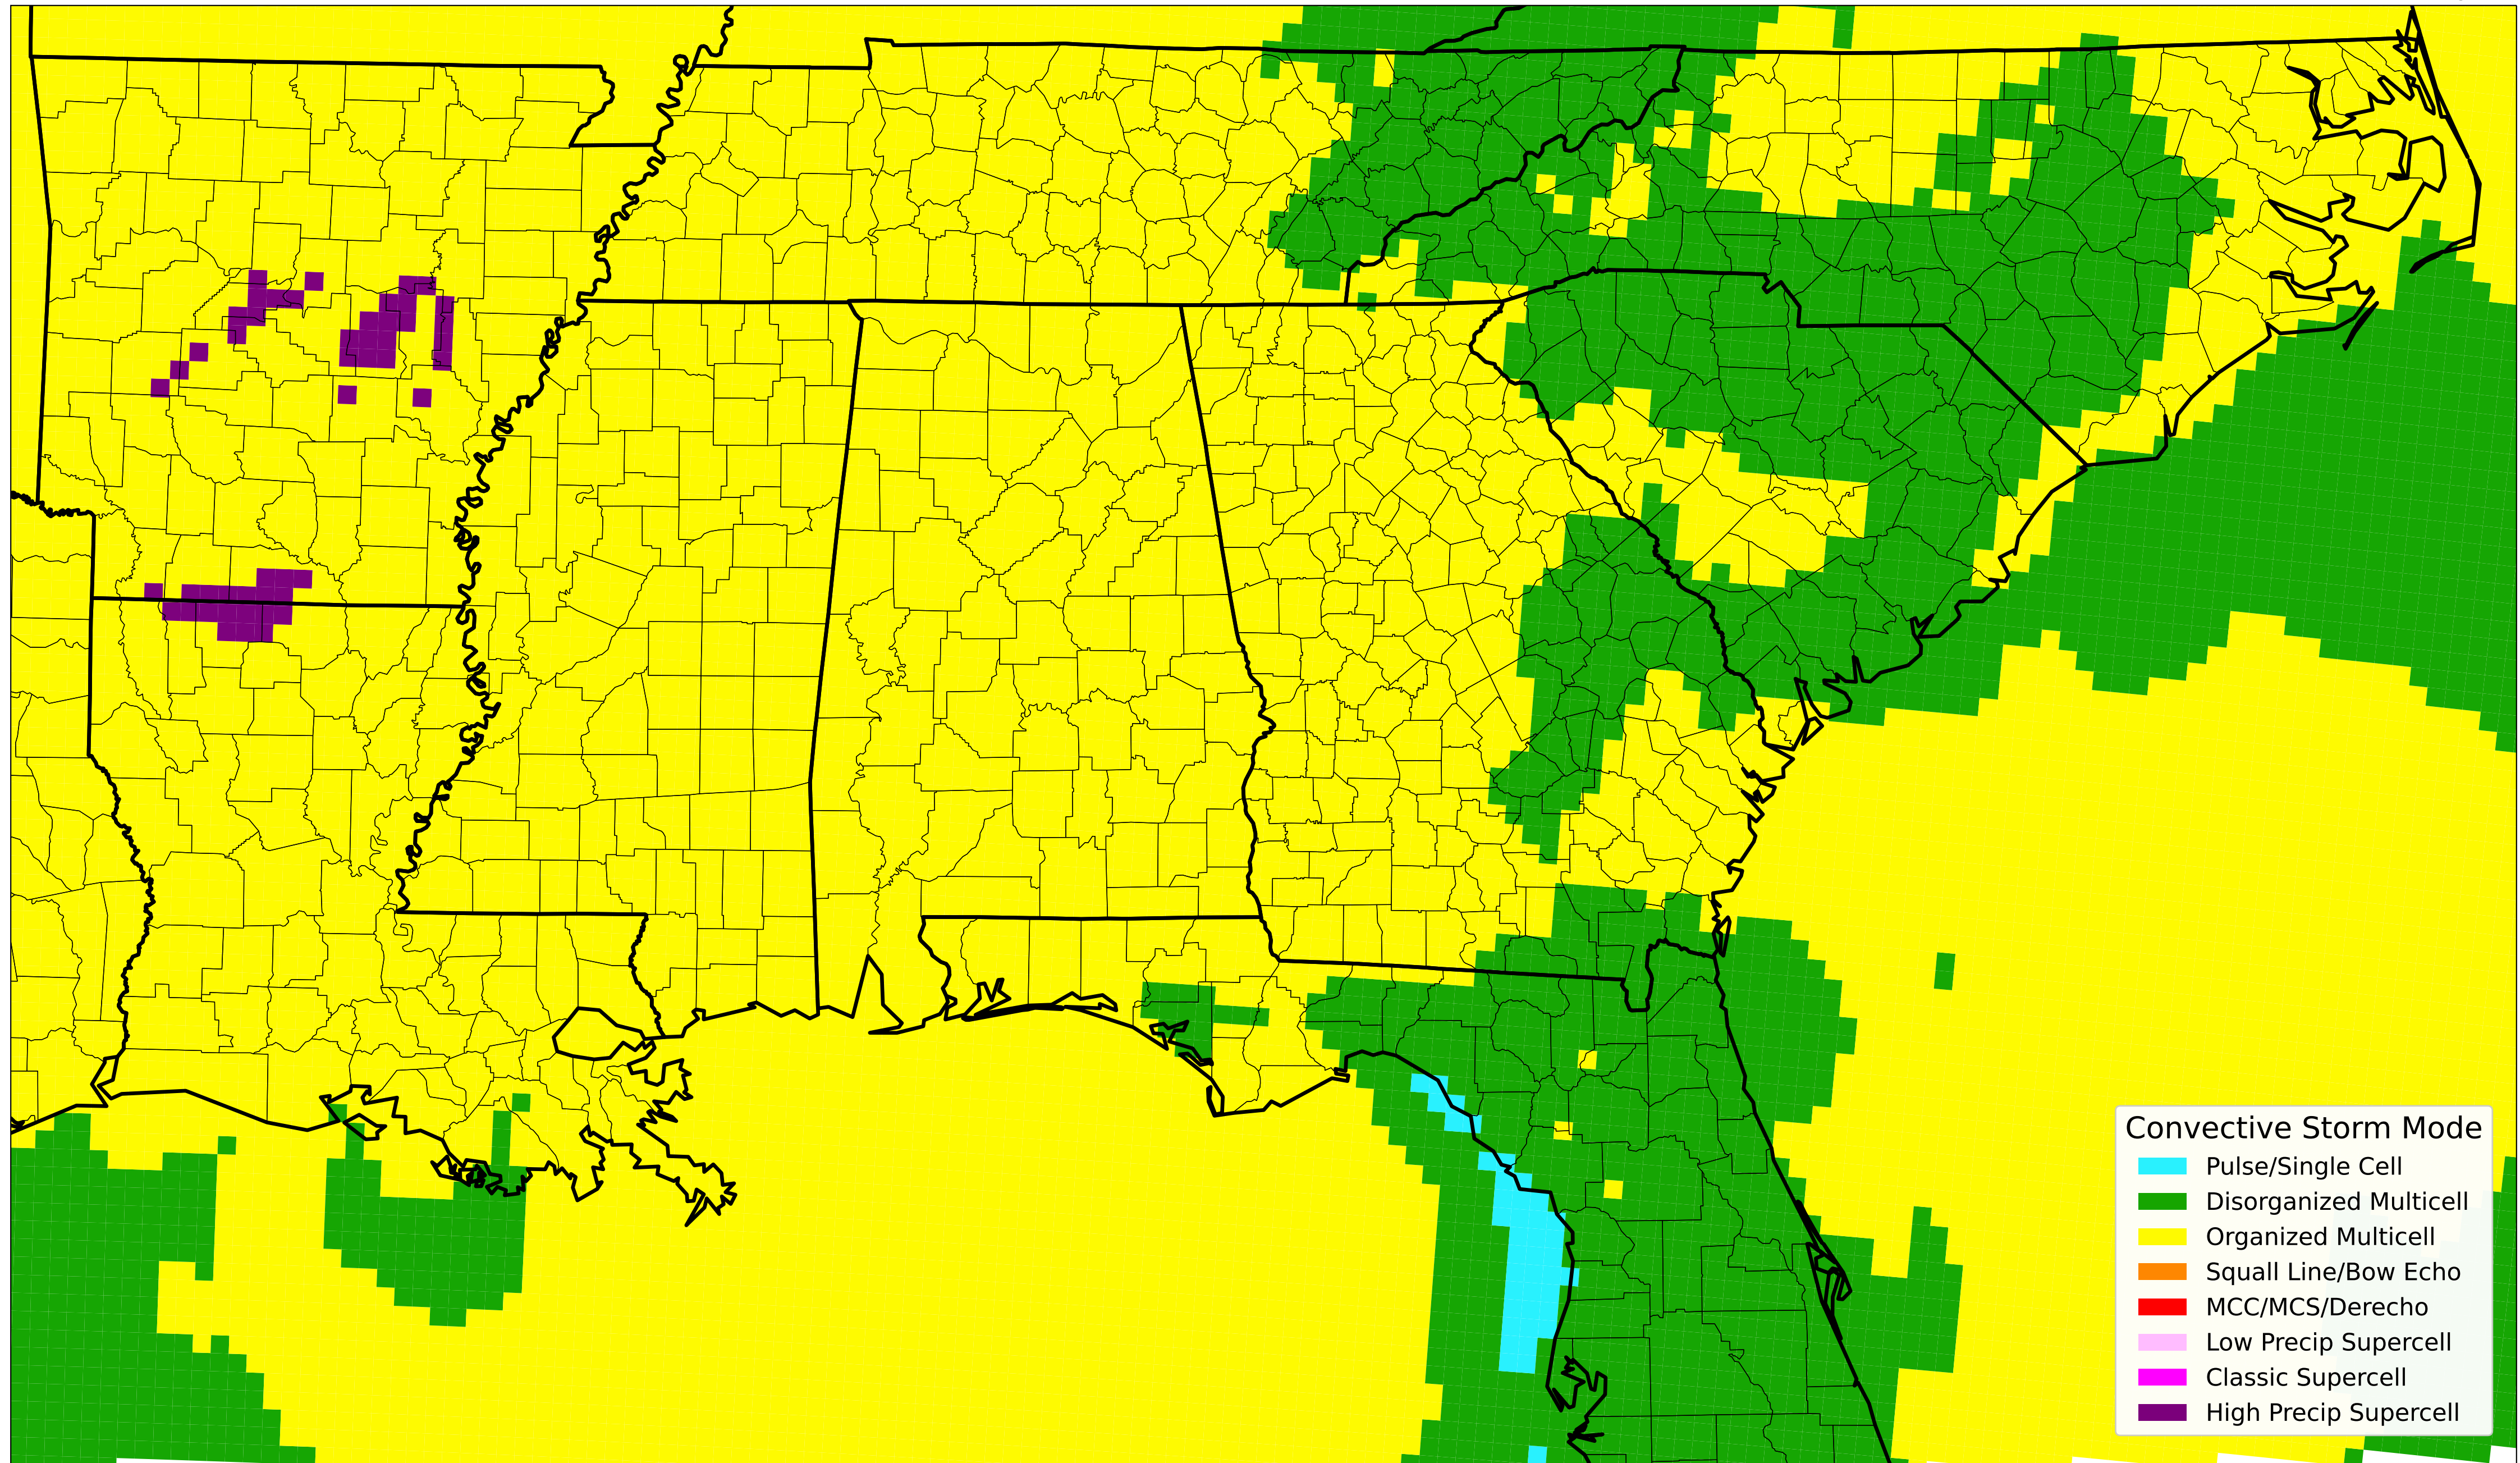 Convective Storm Mode
Pulse/Single Cell
Disorganized Multicell
Organized Multicell
Squall Line/Bow Echo
MCC/MCS/Derecho
Low Precip Supercell
Classic Supercell
High Precip Supercell